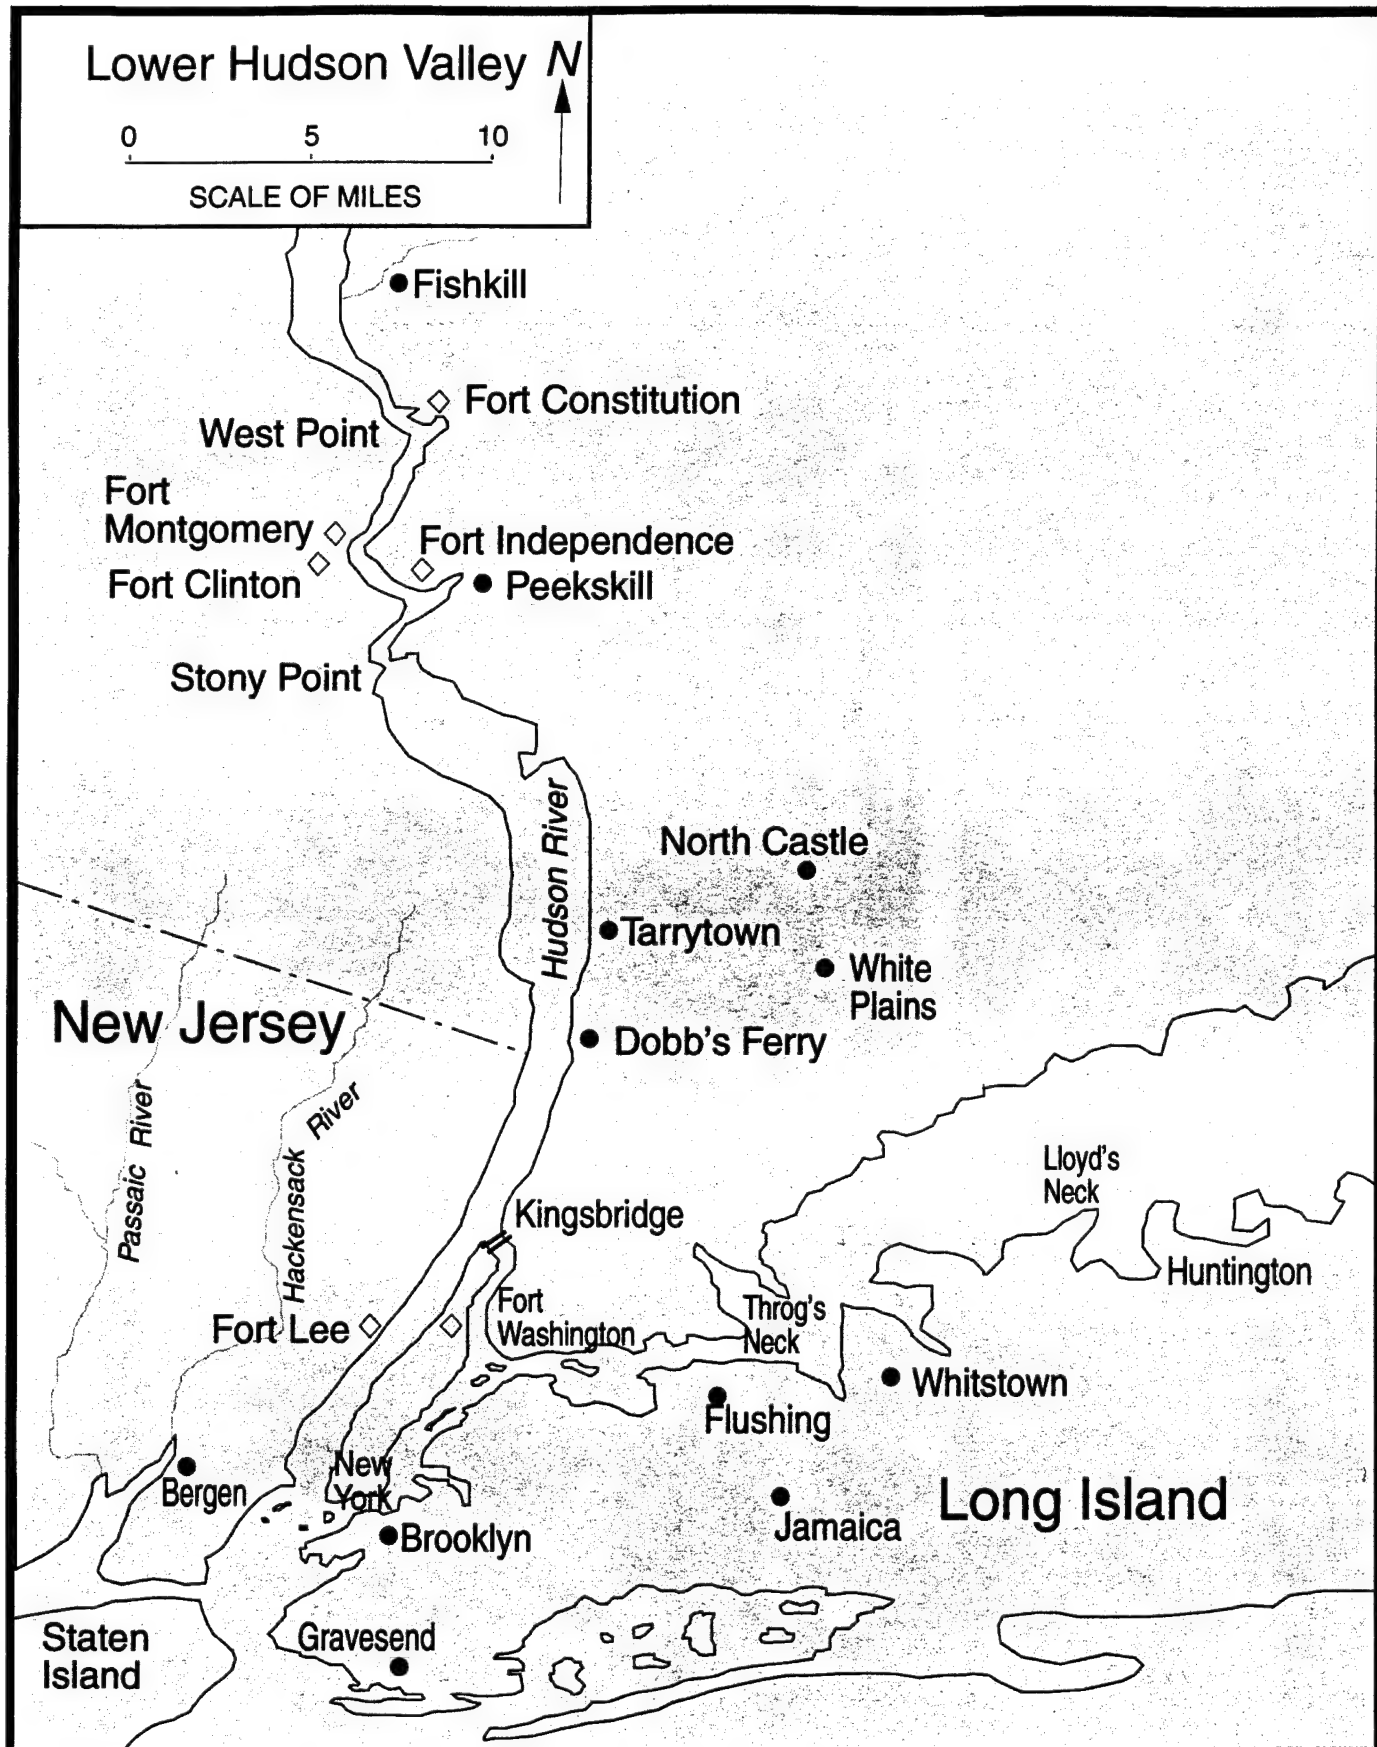 Lower Hudson Valley N
0 5 10
SCALE OF MILES
Fishkill
Fort Constitution
West Point
Fort
Montgomery
Fort Independence
Fort Clinton
Peekskill
Stony Point
Hudson River
North Castle
Tarrytown
White
Plains
New Jersey
Dobb's Ferry
Passaic River
Hackensack River
Lloyd's
Neck
Kingsbridge
Huntington
Fort
Washington
Throg's
Neck
Fort Lee
Whitstown
Flushing
New
York
Bergen
Long Island
Jamaica
Brooklyn
Staten
Island
Gravesend